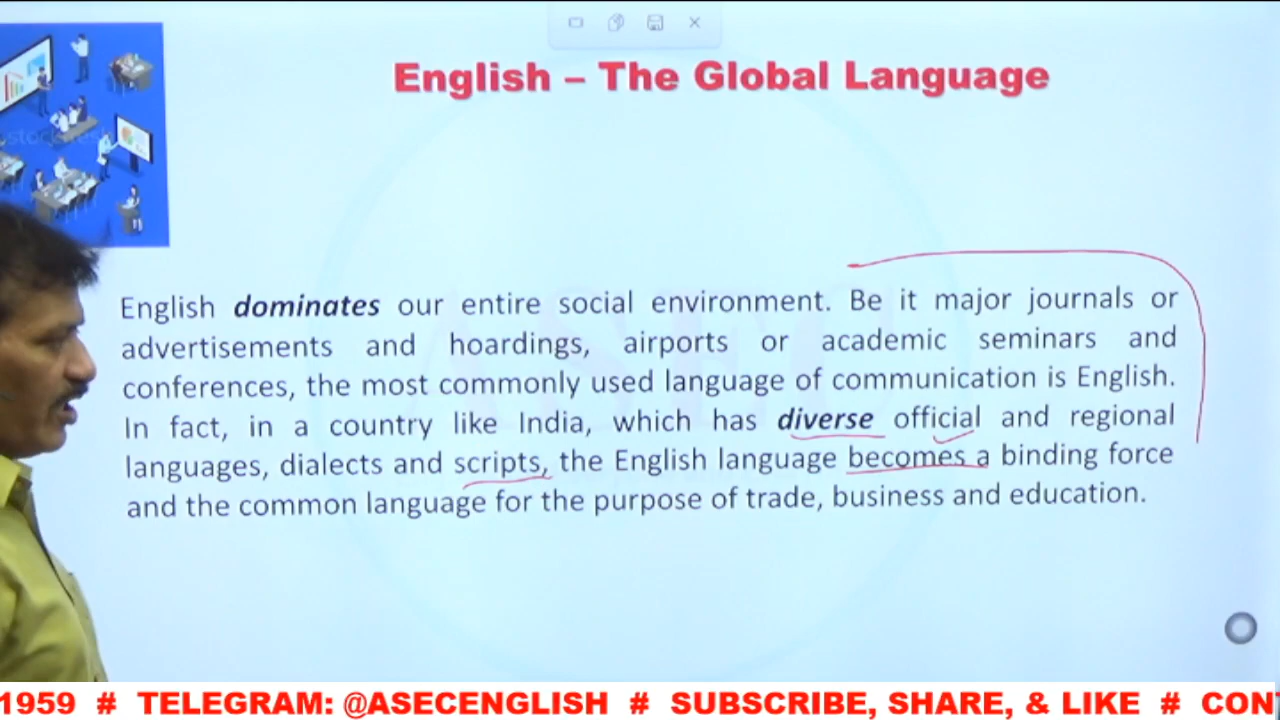 English – The Global Language
English dominates our entire social environment. Be it major journals or
advertisements and hoardings, airports or academic seminars and
conferences, the most commonly used language of communication is English.
In fact, in a country like India, which has diverse official and regional
languages, dialects and scripts, the English language becomes a binding force
and the common language for the purpose of trade, business and education.
1959 # TELEGRAM: @ASECENGLISH # SUBSCRIBE, SHARE, & LIKE # CON